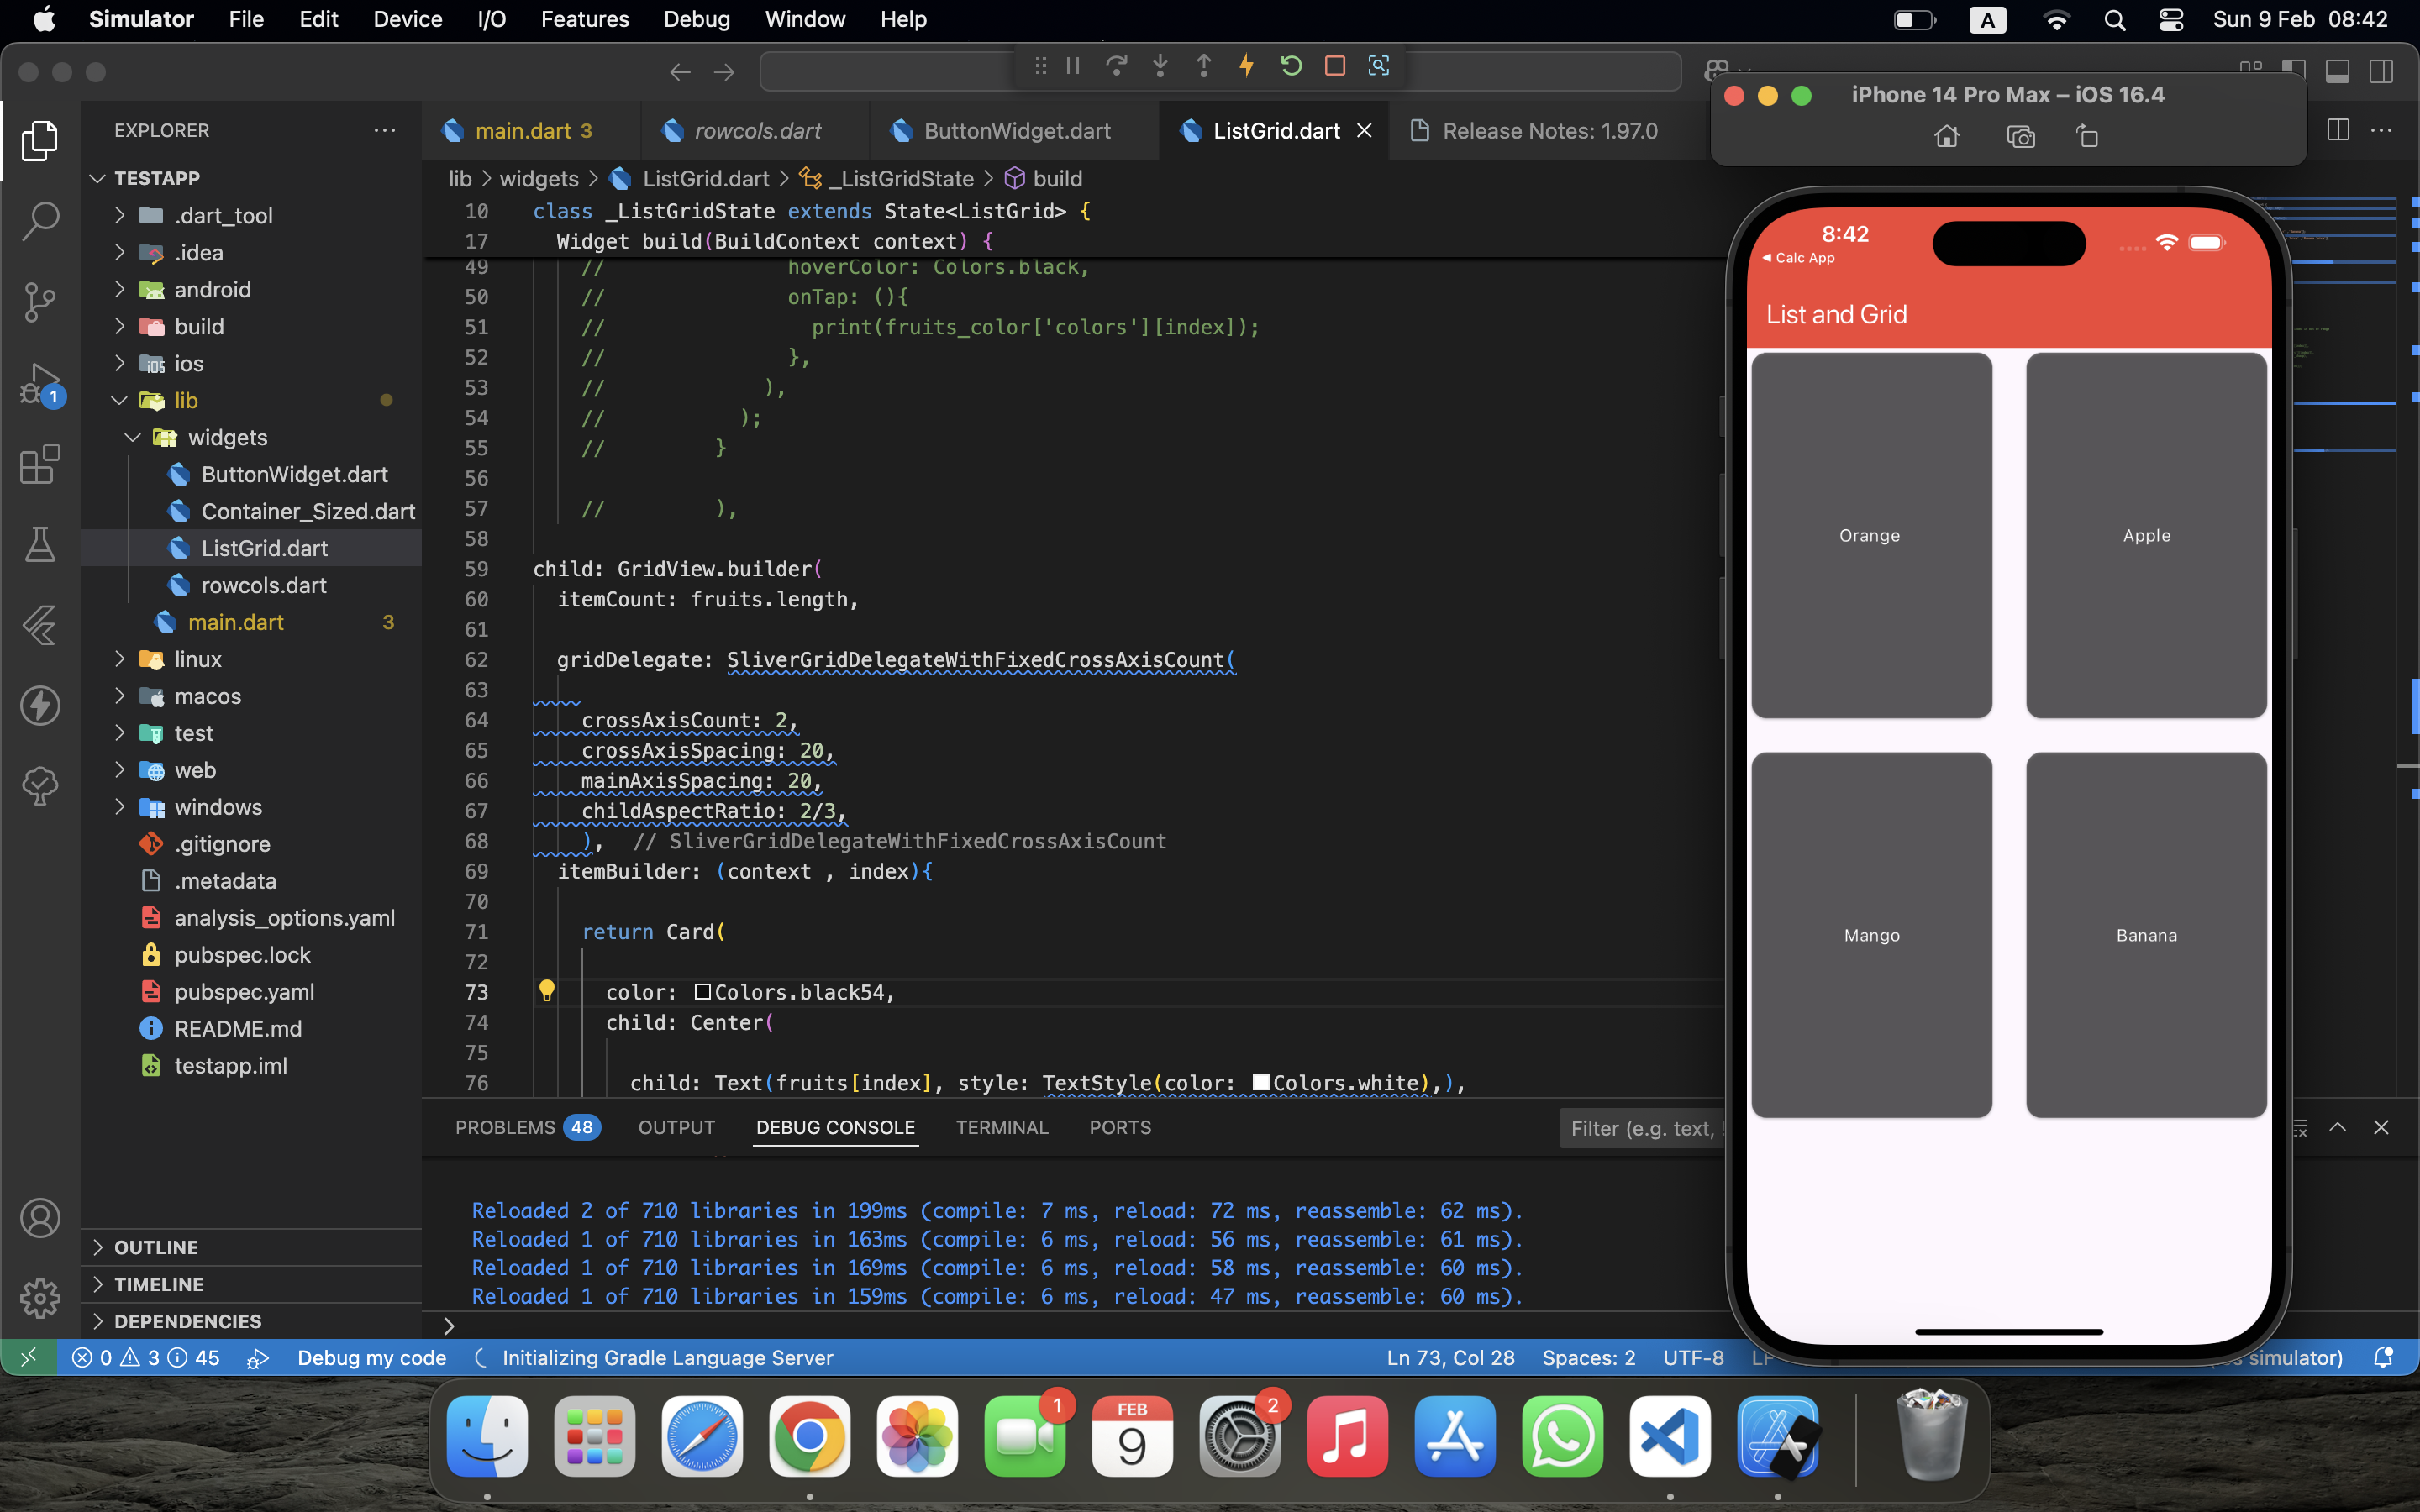 Simulator File Edit Device I/O Features Debug Window Help A Sun 9 Feb 08:42
EXPLORER
TESTAPP
.dart_tool
.idea
android
build
ios
lib
widgets
ButtonWidget.dart
Container_Sized.dart
ListGrid.dart
rowcols.dart
main.dart 3
linux
macos
test
web
windows
.gitignore
.metadata
analysis_options.yaml
pubspec.lock
pubspec.yaml
README.md
testapp.iml
OUTLINE
TIMELINE
DEPENDENCIES
1
main.dart 3 rowcols.dart ButtonWidget.dart ListGrid.dart Release Notes: 1.97.0
lib > widgets > ListGrid.dart > _ListGridState > build
10 class _ListGridState extends State<ListGrid> {
17 Widget build(BuildContext context) {
49 // hoverColor: Colors.black,
50 // onTap: (){
51 // print(fruits_color['colors'][index]);
52 // },
53 // ),
54 // );
55 // }
56
57 // ),
58
59 child: GridView.builder(
60 itemCount: fruits.length,
61
62 gridDelegate: SliverGridDelegateWithFixedCrossAxisCount(
63
64 crossAxisCount: 2,
65 crossAxisSpacing: 20,
66 mainAxisSpacing: 20,
67 childAspectRatio: 2/3,
68 ), // SliverGridDelegateWithFixedCrossAxisCount
69 itemBuilder: (context , index){
70
71 return Card(
72
73 color: Colors.black54,
74 child: Center(
75
76 child: Text(fruits[index], style: TextStyle(color: Colors.white),),
PROBLEMS 48 OUTPUT DEBUG CONSOLE TERMINAL PORTS Filter (e.g. text,
Reloaded 2 of 710 libraries in 199ms (compile: 7 ms, reload: 72 ms, reassemble: 62 ms).
Reloaded 1 of 710 libraries in 163ms (compile: 6 ms, reload: 56 ms, reassemble: 61 ms).
Reloaded 1 of 710 libraries in 169ms (compile: 6 ms, reload: 58 ms, reassemble: 60 ms).
Reloaded 1 of 710 libraries in 159ms (compile: 6 ms, reload: 47 ms, reassemble: 60 ms).
>
iPhone 14 Pro Max – iOS 16.4
8:42
Calc App
List and Grid
Orange Apple
Mango Banana
0 3 45 Debug my code Initializing Gradle Language Server Ln 73, Col 28 Spaces: 2 UTF-8 LF simulator)
1 FEB 2
9